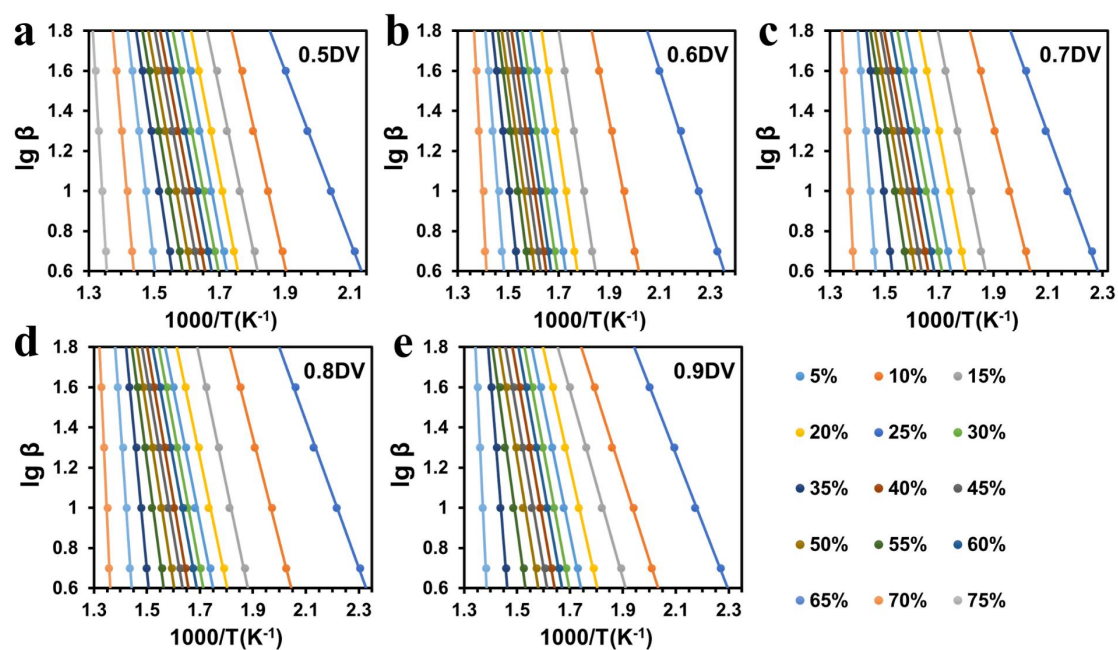 a
0.5DV
1.8
1.6
1.4
1.2
1
0.8
0.6
lg β
1.3 1.5 1.7 1.9 2.1
1000/T(K⁻¹)
b
0.6DV
1.8
1.6
1.4
1.2
1
0.8
0.6
lg β
1.3 1.5 1.7 1.9 2.1 2.3
1000/T(K⁻¹)
c
0.7DV
1.8
1.6
1.4
1.2
1
0.8
0.6
lg β
1.3 1.5 1.7 1.9 2.1 2.3
1000/T(K⁻¹)
d
0.8DV
1.8
1.6
1.4
1.2
1
0.8
0.6
lg β
1.3 1.5 1.7 1.9 2.1 2.3
1000/T(K⁻¹)
e
0.9DV
1.8
1.6
1.4
1.2
1
0.8
0.6
lg β
1.3 1.5 1.7 1.9 2.1 2.3
1000/T(K⁻¹)
5% 10% 15%
20% 25% 30%
35% 40% 45%
50% 55% 60%
65% 70% 75%